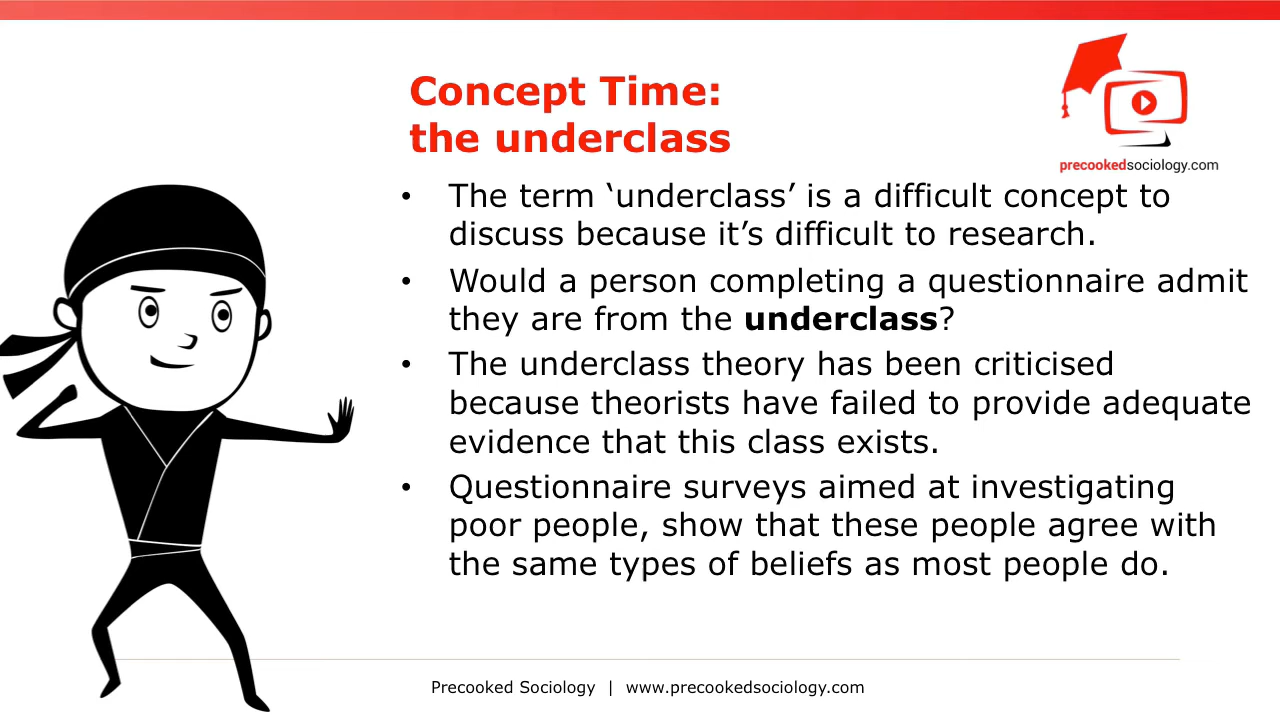 Concept Time:
the underclass
precookedsociology.com
• The term ‘underclass’ is a difficult concept to
discuss because it’s difficult to research.
• Would a person completing a questionnaire admit
they are from the underclass?
• The underclass theory has been criticised
because theorists have failed to provide adequate
evidence that this class exists.
• Questionnaire surveys aimed at investigating
poor people, show that these people agree with
the same types of beliefs as most people do.
Precooked Sociology | www.precookedsociology.com